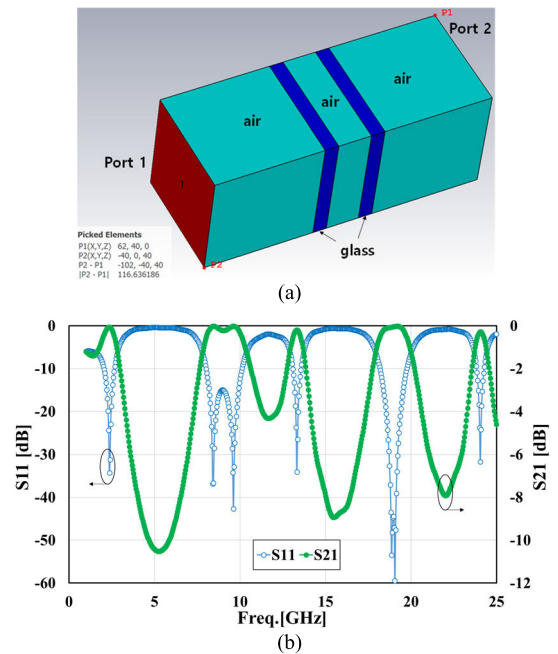 P1
Port 2
air
air
air
Port 1
1
glass
Picked Elements
P1(X,Y,Z) 62, 40, 0
P2(X,Y,Z) -40, 0, 40
P2 - P1 -102, -40, 40
|P2 - P1| 116.636186
P2
(a)
0 0
-10 -2
-20 -4
-30 -6
-40 -8
-50 -10
-60 -12
S11 [dB]
S21 [dB]
S11 S21
0 5 10 15 20 25
Freq.[GHz]
(b)